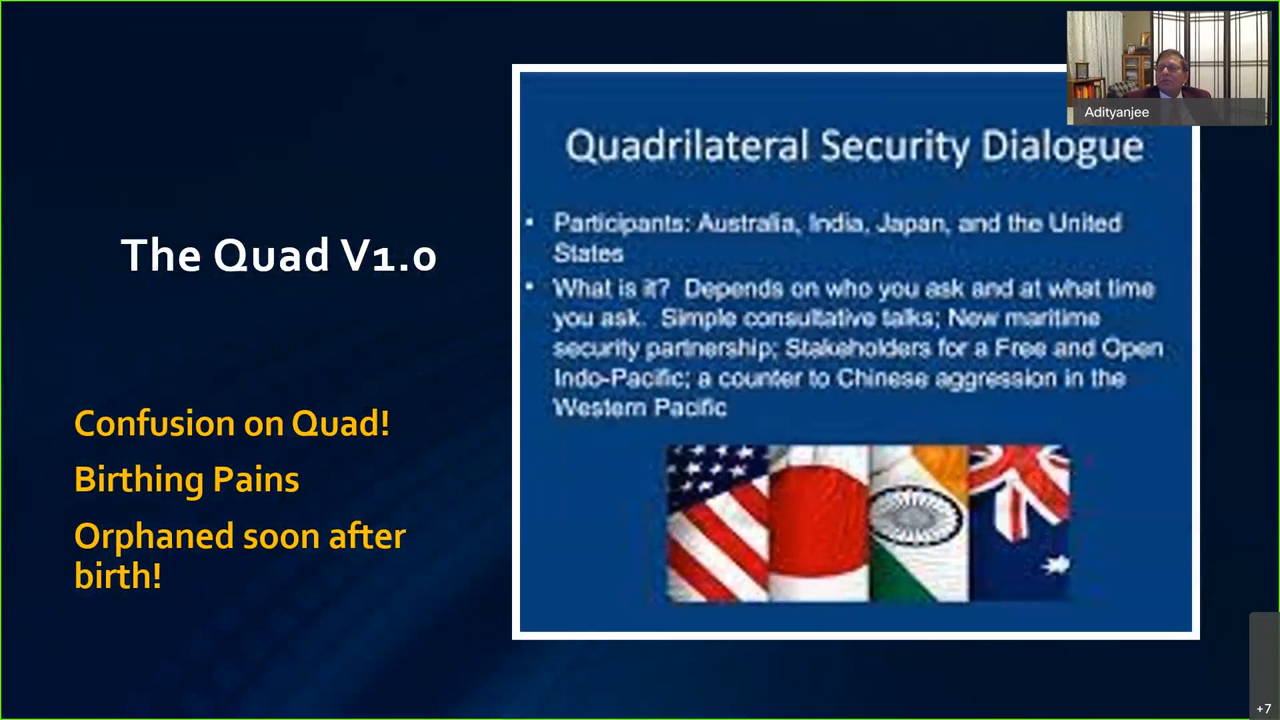 The Quad V1.0
Confusion on Quad!
Birthing Pains
Orphaned soon after
birth!
Quadrilateral Security Dialogue
• Participants: Australia, India, Japan, and the United
States
• What is it? Depends on who you ask and at what time
you ask. Simple consultative talks; New maritime
security partnership; Stakeholders for a Free and Open
Indo-Pacific; a counter to Chinese aggression in the
Western Pacific
Adityanjee
+7